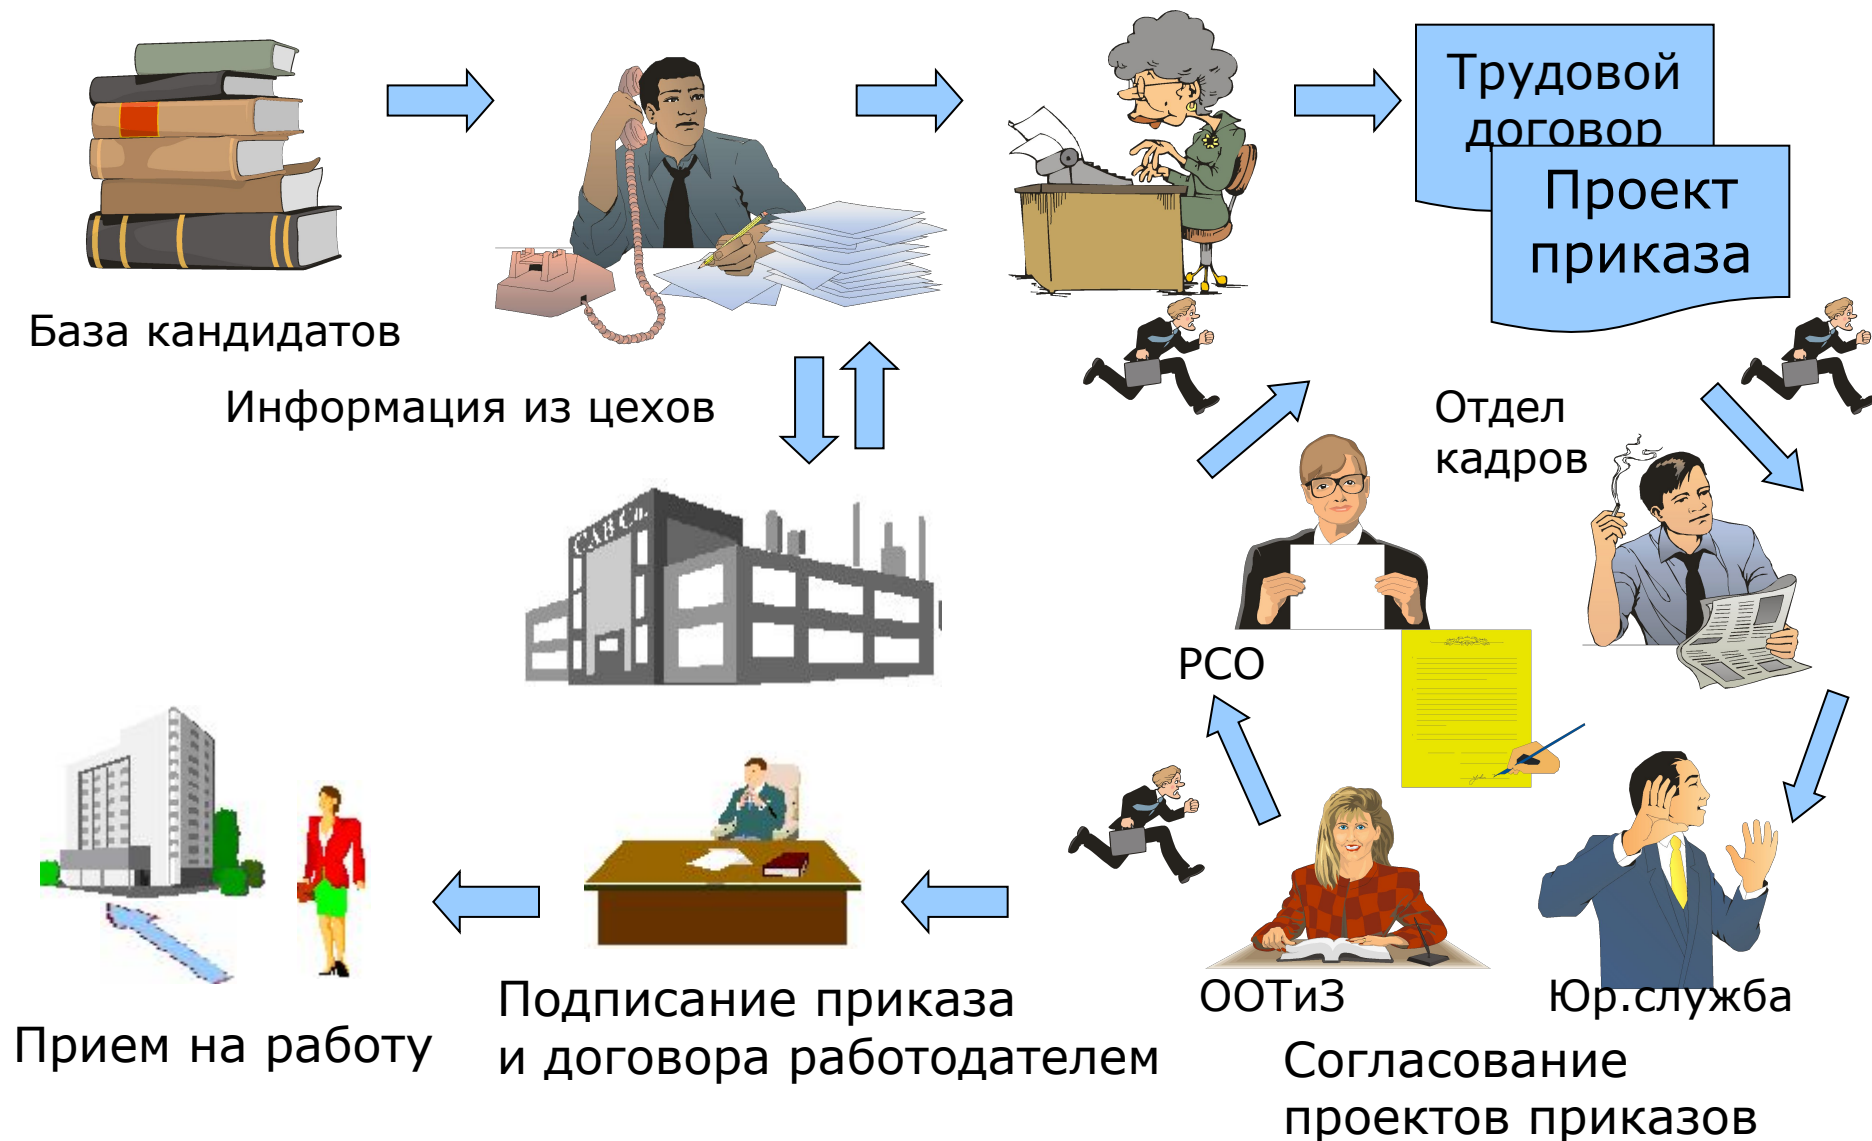 Трудовой
договор
Проект
приказа
База кандидатов
Информация из цехов
Отдел
кадров
РСО
ООТиЗ
Юр.служба
Подписание приказа
и договора работодателем
Прием на работу
Согласование
проектов приказов